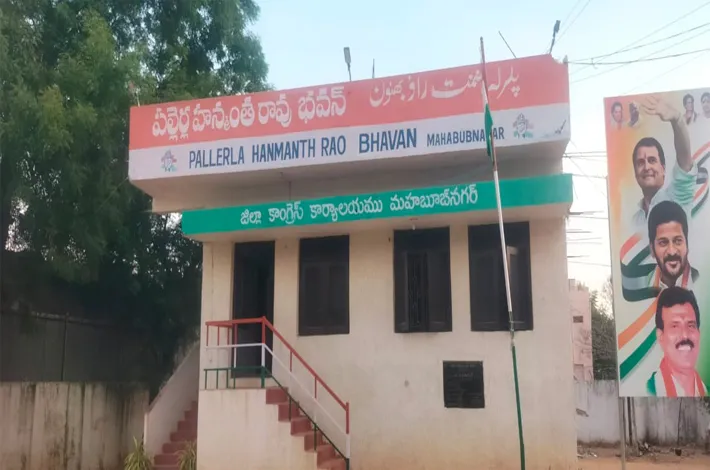 పల్లెర్ల హన్మంత రావు భవన్ پلرلہ ہنمنت راؤ بھون
PALLERLA HANMANTH RAO BHAVAN MAHABUBNAGAR
జిల్లా కాంగ్రెస్ కార్యాలయము మహబూబ్‌నగర్